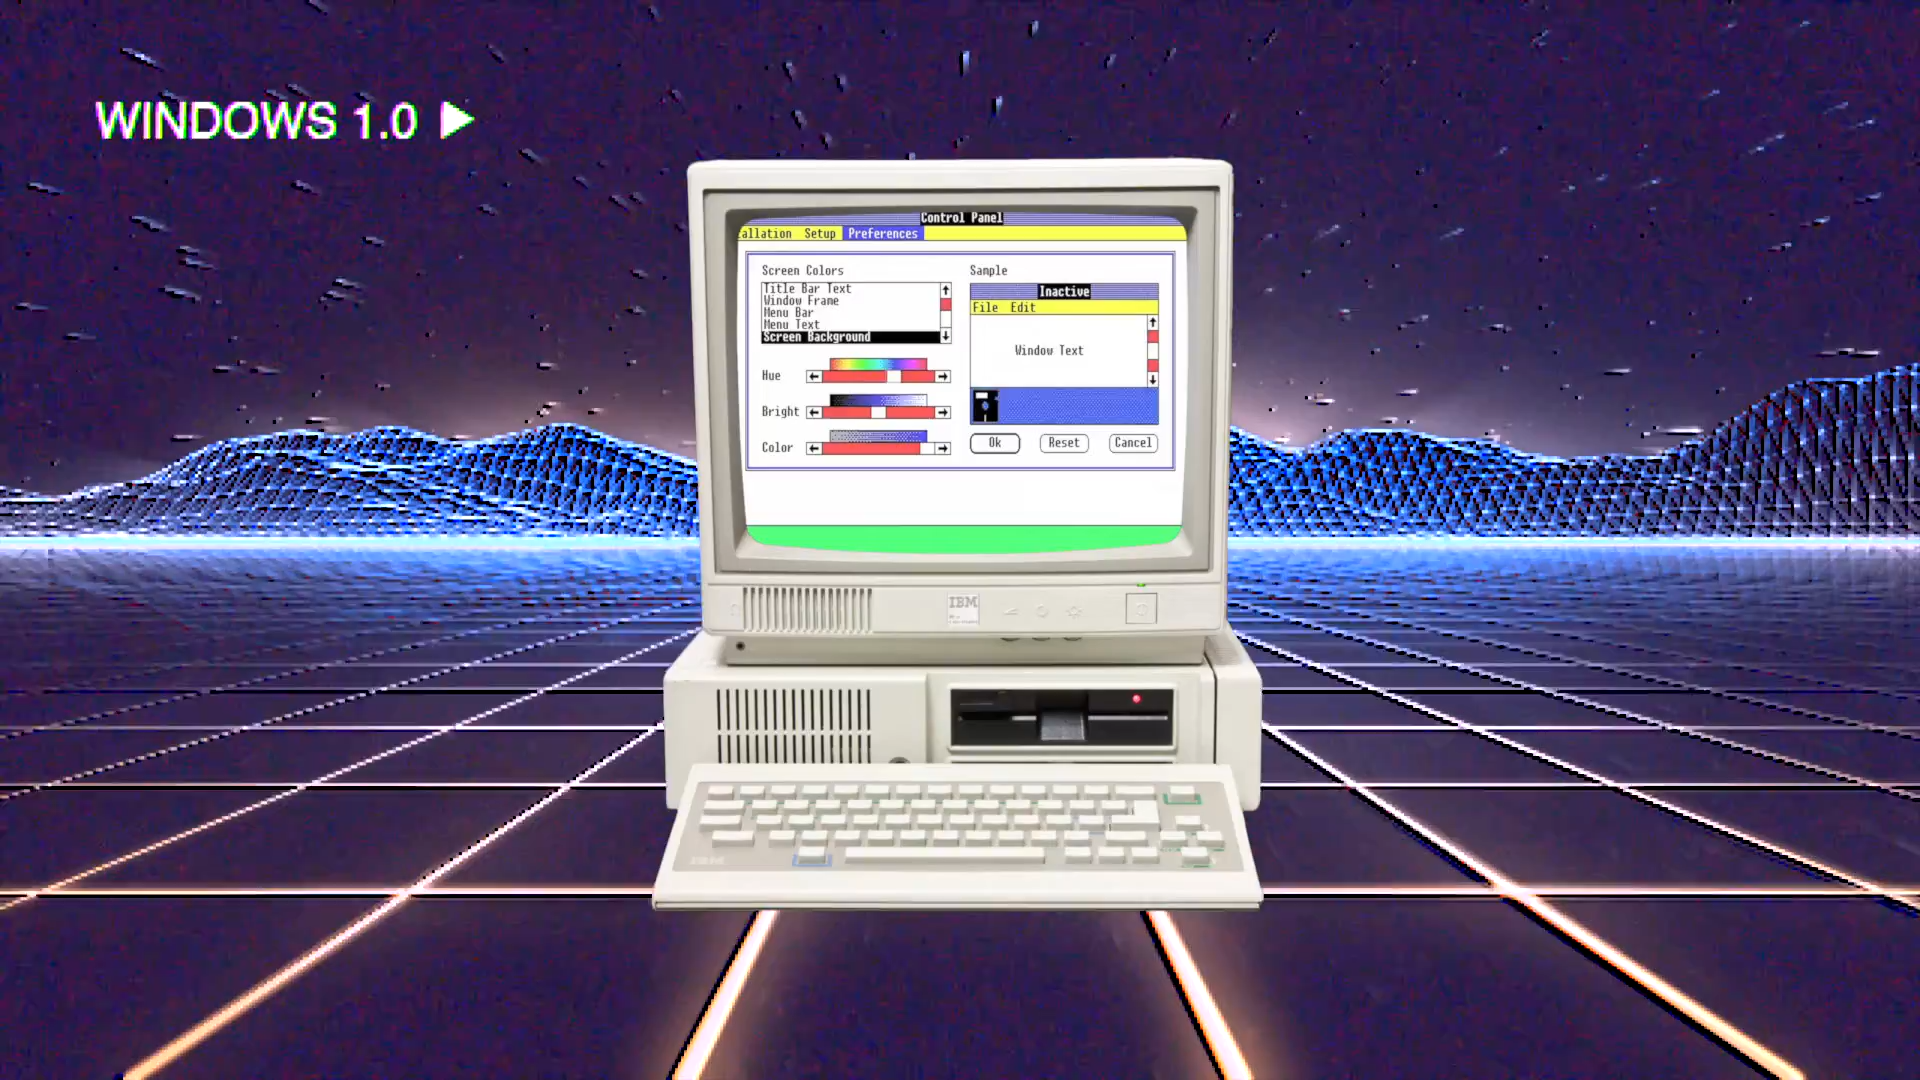 WINDOWS 1.0
Control Panel
allation Setup Preferences
Screen Colors
Title Bar Text
Window Frame
Menu Bar
Menu Text
Screen Background
Hue
Bright
Color
Sample
Inactive
File Edit
Window Text
Ok Reset Cancel
IBM
IBM